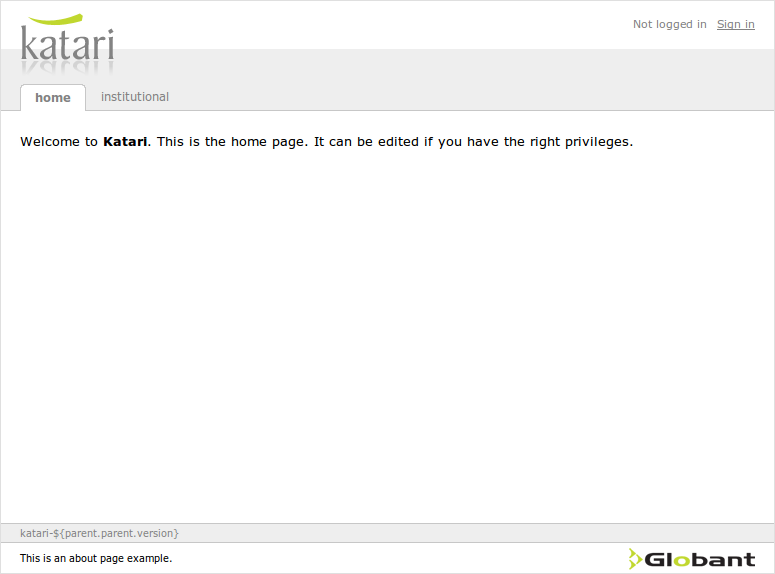 katari
Not logged in Sign in
home institutional
Welcome to Katari. This is the home page. It can be edited if you have the right privileges.
katari-${parent.parent.version}
This is an about page example.
Globant